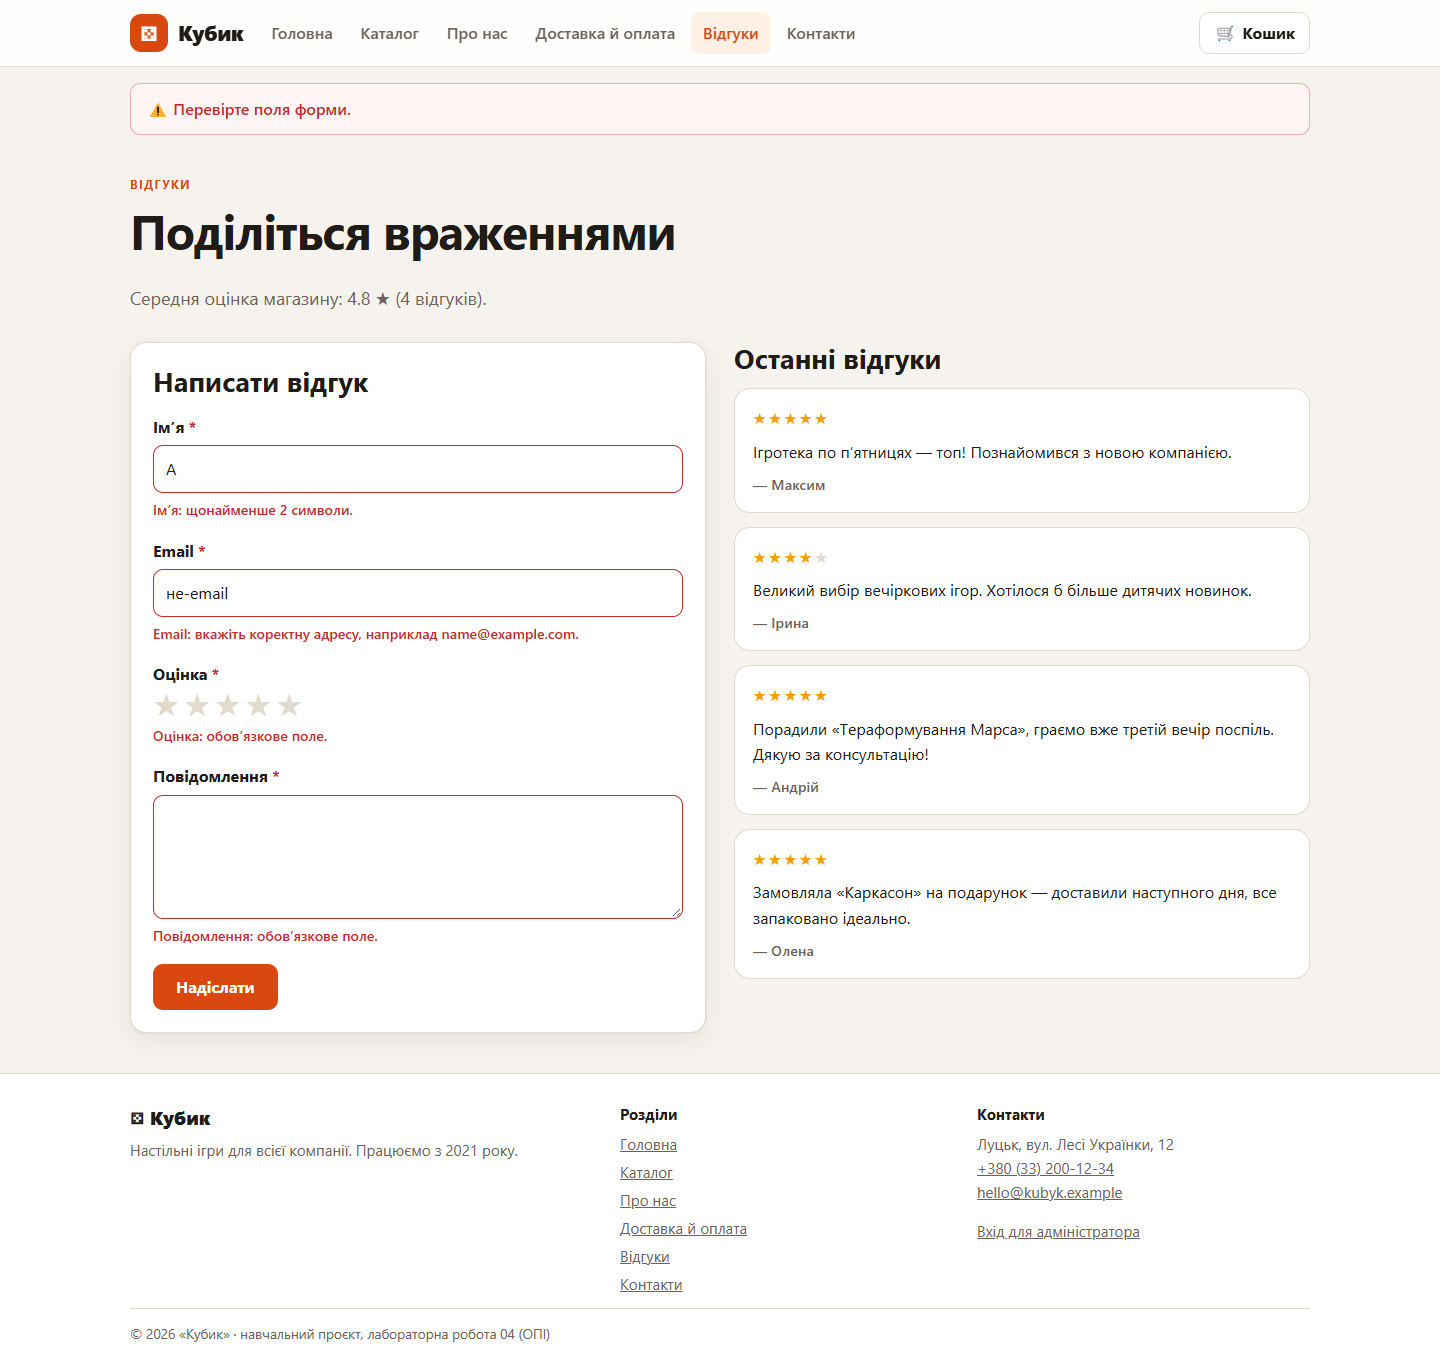 Кубик
Головна
Каталог
Про нас
Доставка й оплата
Відгуки
Контакти
🛒 Кошик
⚠ Перевірте поля форми.
ВІДГУКИ
Поділіться враженнями
Середня оцінка магазину: 4.8 ★ (4 відгуків).
Написати відгук
Ім’я *
А
Ім’я: щонайменше 2 символи.
Email *
не-email
Email: вкажіть коректну адресу, наприклад name@example.com.
Оцінка *
★★★★★
Оцінка: обов’язкове поле.
Повідомлення *
Повідомлення: обов’язкове поле.
Надіслати
Останні відгуки
★★★★★
Ігротека по п’ятницях — топ! Познайомився з новою компанією.
— Максим
★★★★★
Великий вибір вечіркових ігор. Хотілося б більше дитячих новинок.
— Ірина
★★★★★
Порадили «Тераформування Марса», граємо вже третій вечір поспіль.
Дякую за консультацію!
— Андрій
★★★★★
Замовляла «Каркасон» на подарунок — доставили наступного дня, все
запаковано ідеально.
— Олена
Кубик
Настільні ігри для всієї компанії. Працюємо з 2021 року.
Розділи
Головна
Каталог
Про нас
Доставка й оплата
Відгуки
Контакти
Контакти
Луцьк, вул. Лесі Українки, 12
+380 (33) 200-12-34
hello@kubyk.example
Вхід для адміністратора
© 2026 «Кубик» · навчальний проєкт, лабораторна робота 04 (ОПІ)